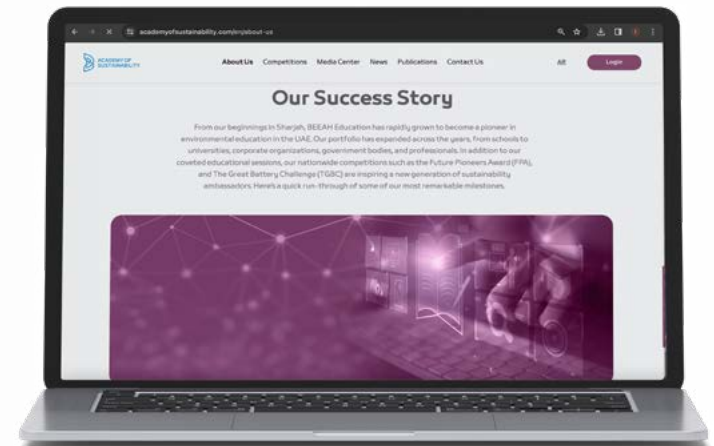 academyofsustainability.com/en/about-us
ACADEMY OF
SUSTAINABILITY
About Us Competitions Media Center News Publications Contact Us
Login
Our Success Story
From our beginnings in Sharjah, BEEAH Education has rapidly grown to become a pioneer in
environmental education in the UAE. Our portfolio has expanded across the years, from schools to
universities, corporate organizations, government bodies, and professionals. In addition to our
coveted educational sessions, our nationwide competitions such as the Future Pioneers Award (FPA),
and The Great Battery Challenge (TGBC) are inspiring a new generation of sustainability
ambassadors. Here's a quick run-through of some of our most remarkable milestones.